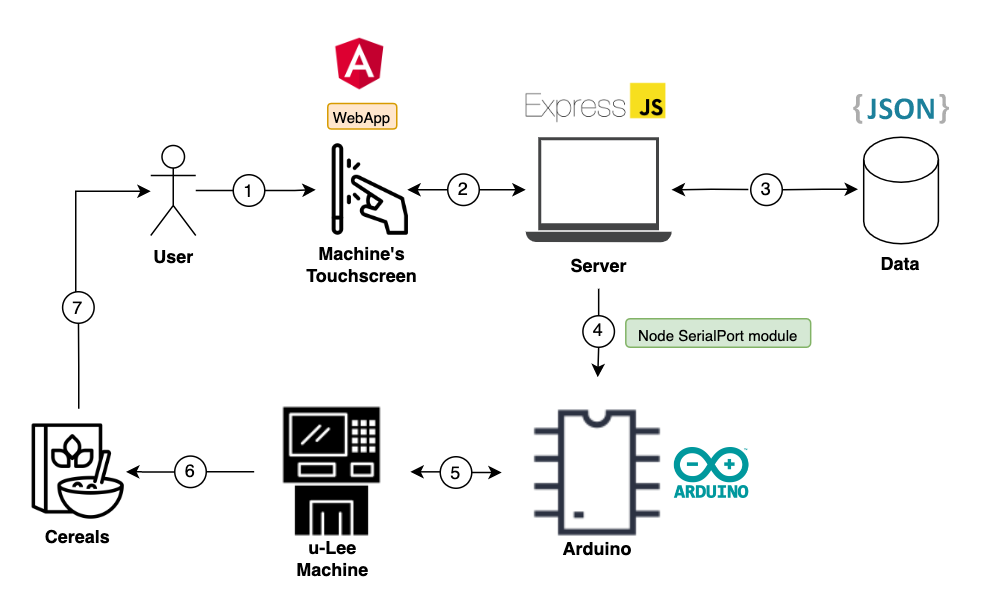 A
WebApp
Express JS
{JSON}
1
2
3
User
Machine's
Touchscreen
Server
Data
7
4
Node SerialPort module
6
5
ARDUINO
Cereals
u-Lee
Machine
Arduino